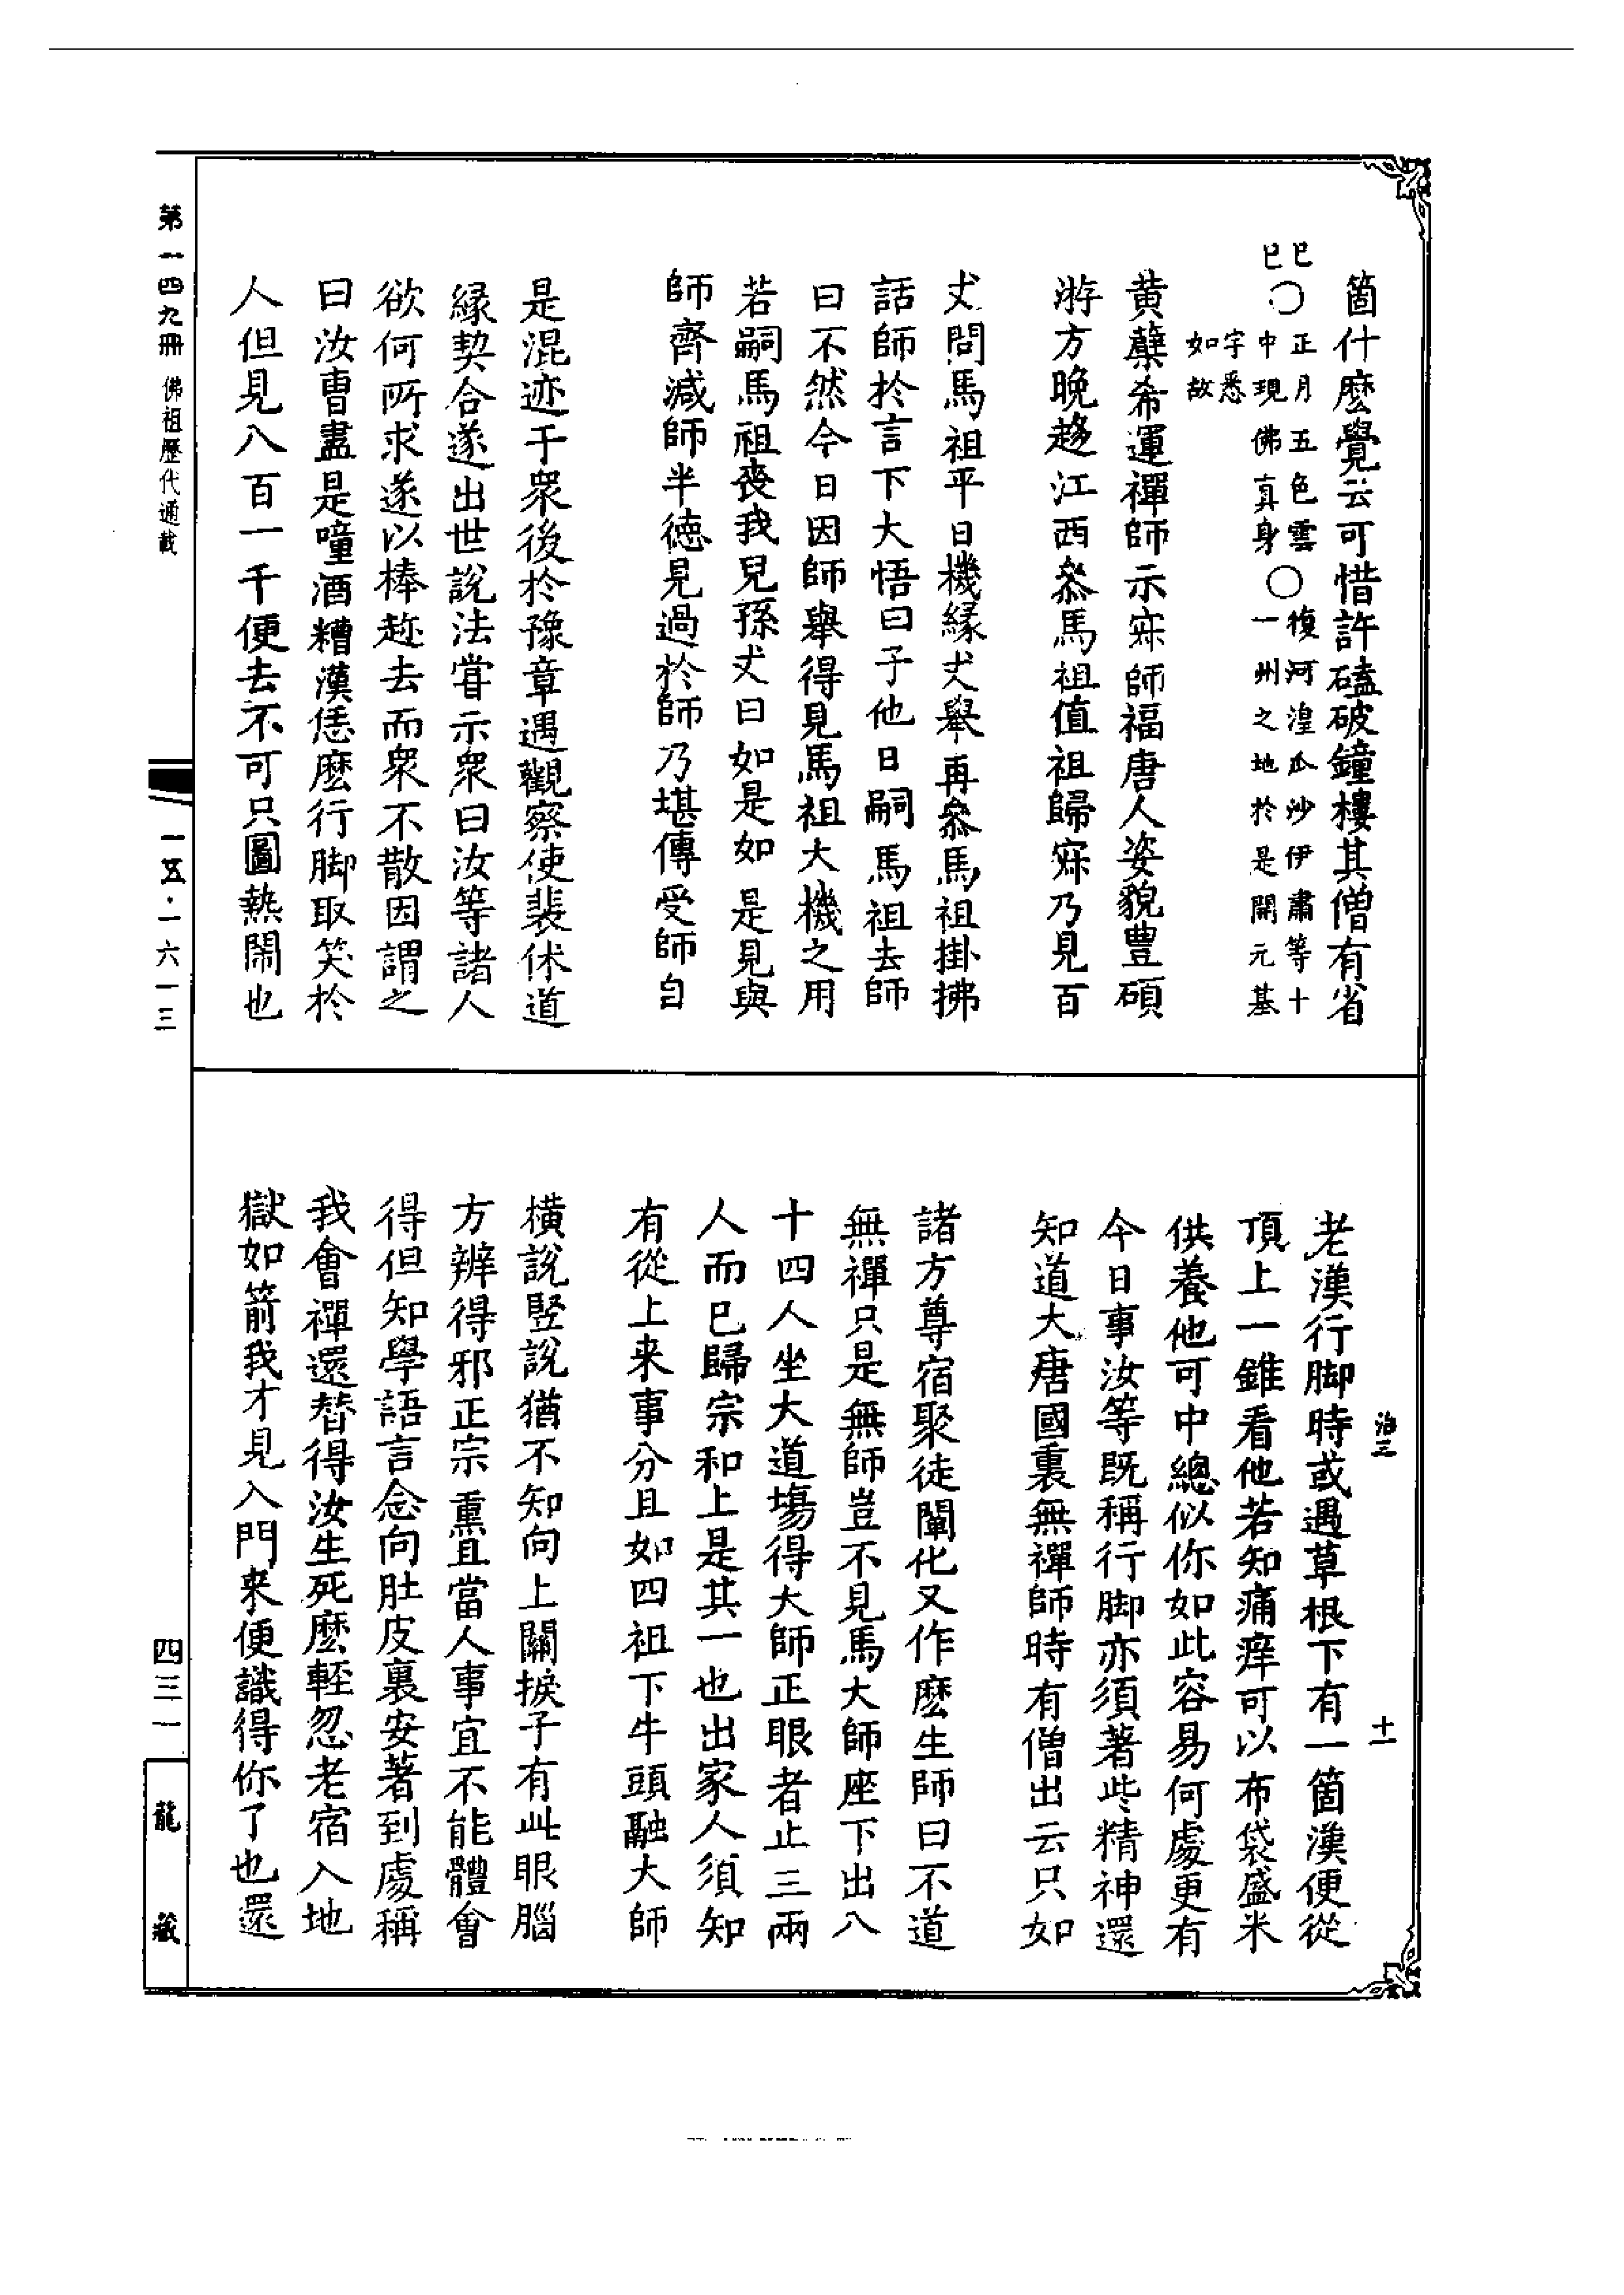 箇什麽覺云可惜許磕破鐘樓其僧有省
巳巳〇正月五色雲中現佛真身〇復河湟瓜沙伊肅等十一州之地於是開元基
字悉如故
黄蘗希運禪師示寂師福唐人姿貌豐碩
游方晚趍江西叅馬祖值祖歸寂乃見百
丈問馬祖平日機緣丈舉再叅馬祖掛拂
話師於言下大悟曰子他日嗣馬祖去師
曰不然今日因師舉得見馬祖大機之用
若嗣馬祖喪我兒孫丈曰如是如是見與
師齊減師半德見過於師乃堪傳受師自
是混迹于衆後於豫章遇觀察使裴休道
緣契合遂出世說法甞示衆曰汝等諸人
欲何所求遂以棒趂去而衆不散因謂之
曰汝曹盡是噇酒糟漢恁麽行脚取笑於
人但見八百一千便去不可只圖熱閙也
老漢行脚時或遇草根下有一箇漢便從
頂上一錐看他若知痛痒可以布袋盛米
供養他可中總似你如此容易何處更有
今日事汝等既稱行脚亦須著些精神還
知道大唐國裏無禪師時有僧出云只如
諸方尊宿聚徒闡化又作麽生師曰不道
無禪只是無師豈不見馬大師座下出八
十四人坐大道塲得大師正眼者止三兩
人而已歸宗和上是其一也出家人須知
有從上来事分且如四祖下牛頭融大師
橫說竪說猶不知向上關捩子有此眼腦
方辨得邪正宗黨且當人事宜不能體會
得但知學語言念向肚皮裏安著到處稱
我會禪還替得汝生死麽輕忽老宿入地
獄如箭我才見入門来便識得你了也還
第一四九冊 佛祖歷代通載
一五·一六一三
四三一
龍藏
治三
十一